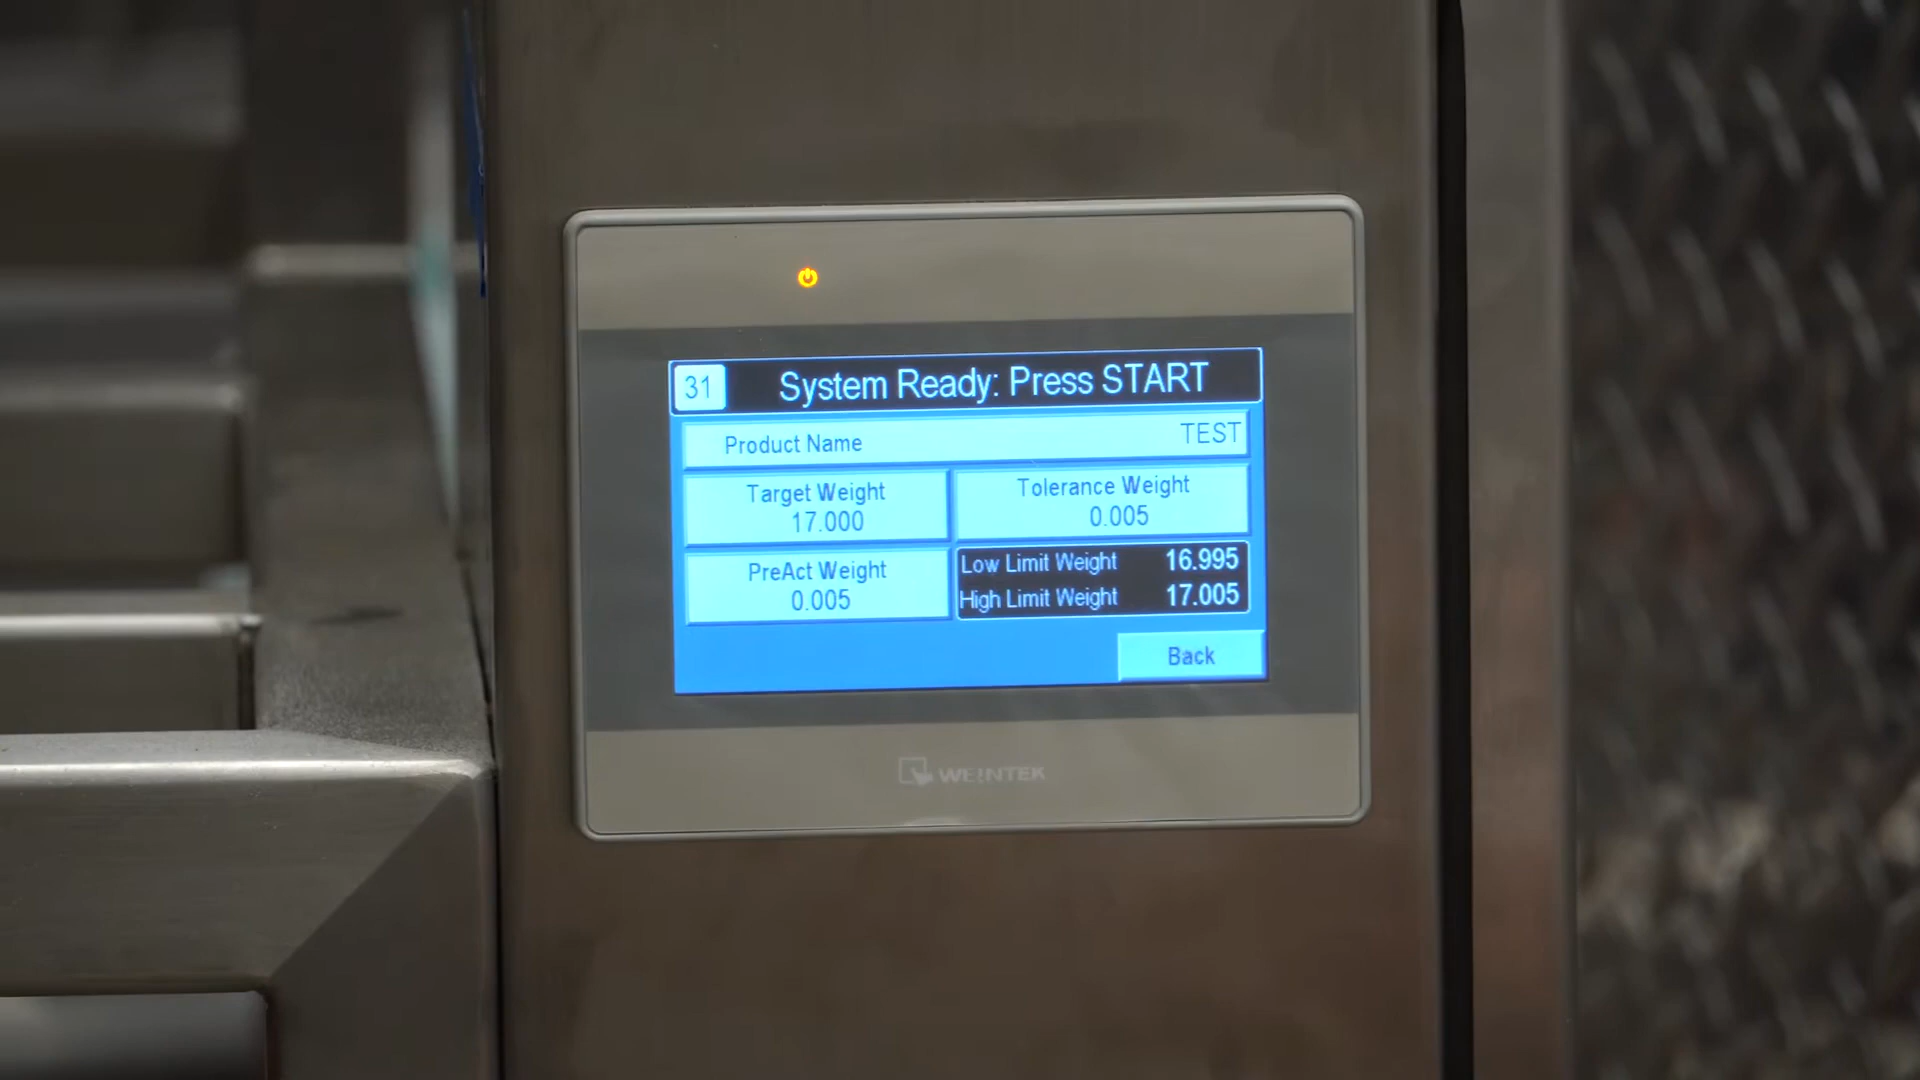 31 System Ready: Press START
Product Name TEST
Target Weight
17.000
Tolerance Weight
0.005
PreAct Weight
0.005
Low Limit Weight 16.995
High Limit Weight 17.005
Back
WEINTEK